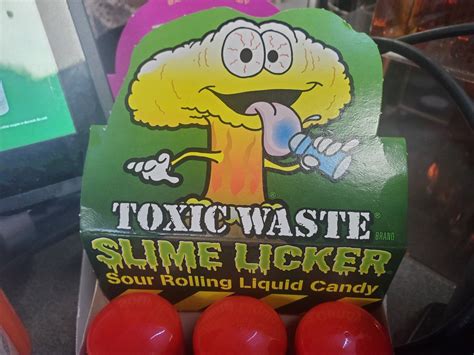 TOXIC WASTE®
BRAND
SLIME LICKER
Sour Rolling Liquid Candy